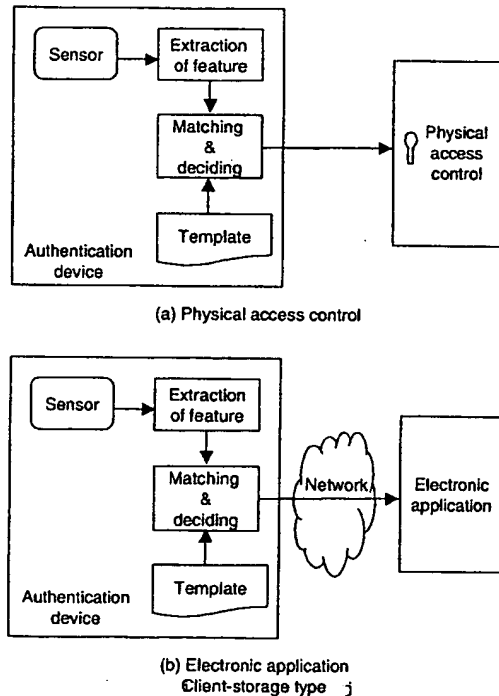 Sensor
Extraction
of feature
Matching
&
deciding
Template
Authentication
device
Physical
access
control
(a) Physical access control
Sensor
Extraction
of feature
Matching
&
deciding
Template
Authentication
device
Network
Electronic
application
(b) Electronic application
Client-storage type j